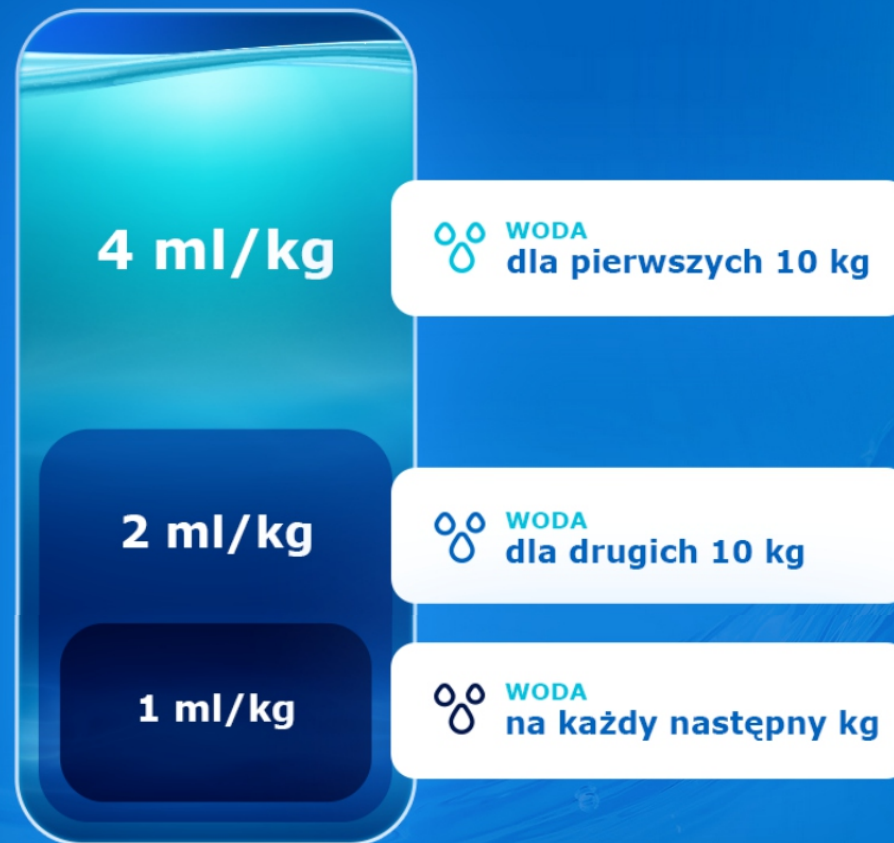 4 ml/kg
WODA
dla pierwszych 10 kg
2 ml/kg
WODA
dla drugich 10 kg
1 ml/kg
WODA
na każdy następny kg